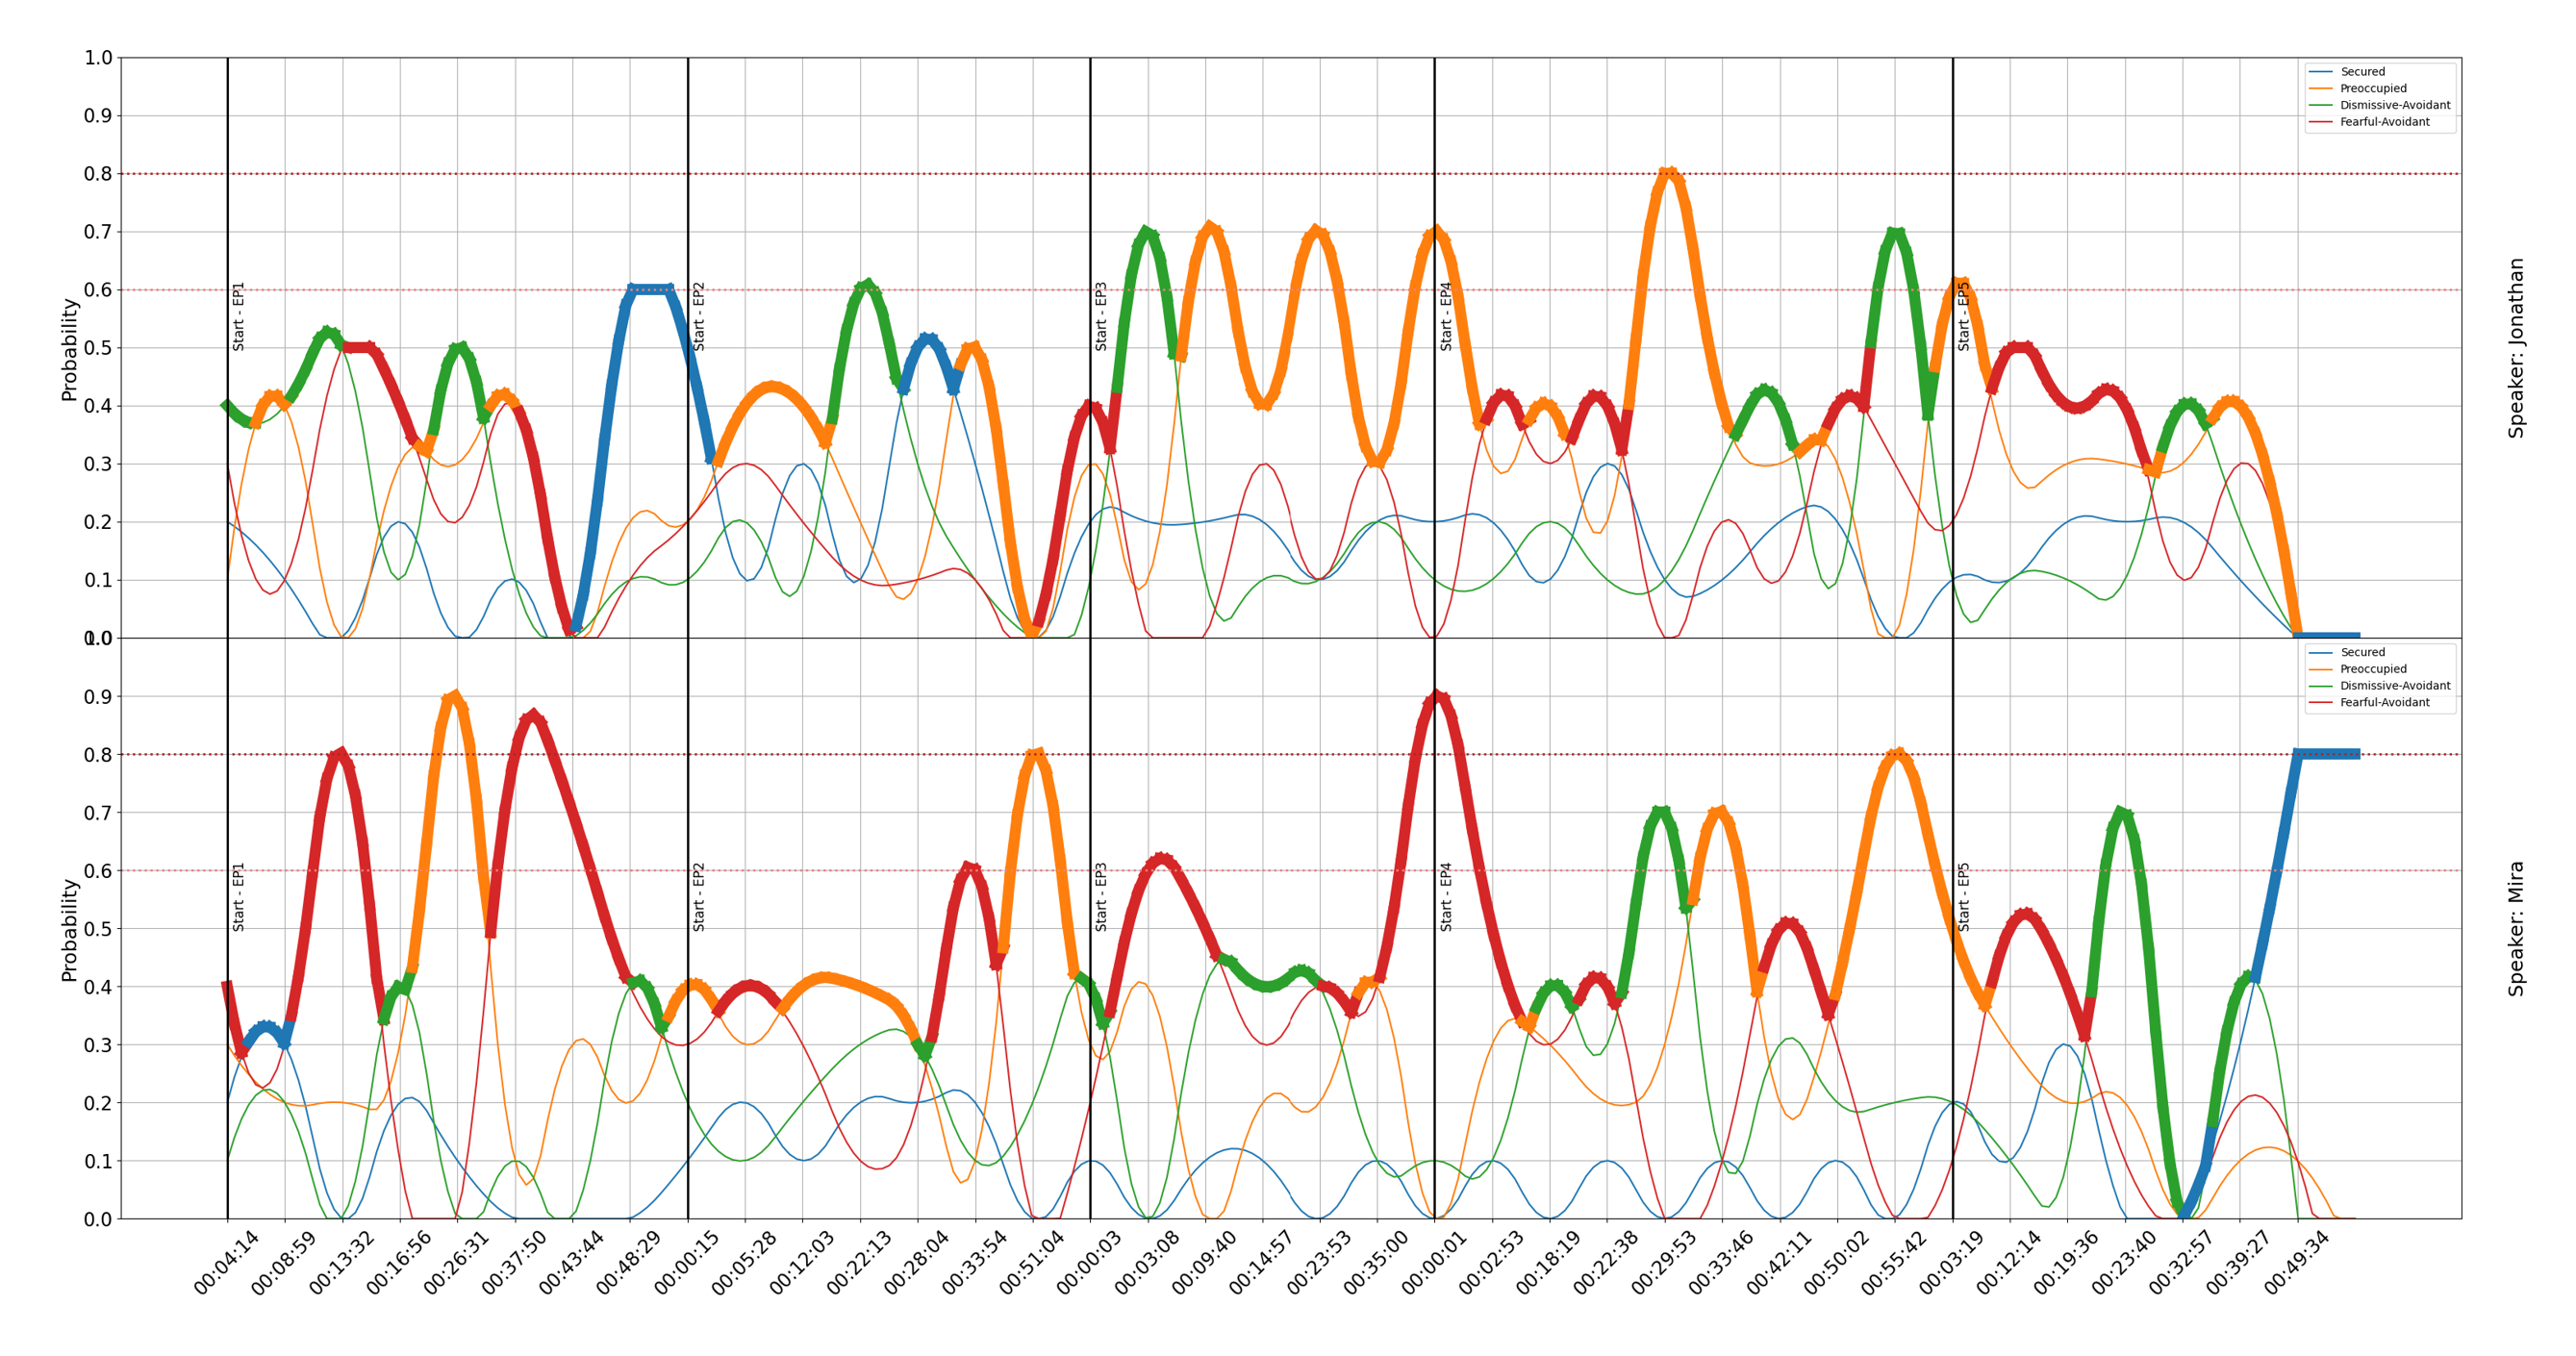 1.0
0.9
0.8
0.7
0.6
0.5
0.4
0.3
0.2
0.1
0.0
Probability
Start - EP1
Start - EP2
Start - EP3
Start - EP4
Start - EP5
Secured
Preoccupied
Dismissive-Avoidant
Fearful-Avoidant
Speaker: Jonathan
1.0
0.9
0.8
0.7
0.6
0.5
0.4
0.3
0.2
0.1
0.0
Probability
Start - EP1
Start - EP2
Start - EP3
Start - EP4
Start - EP5
Secured
Preoccupied
Dismissive-Avoidant
Fearful-Avoidant
Speaker: Mira
00:04:14
00:08:59
00:13:32
00:16:56
00:26:31
00:37:50
00:43:44
00:48:29
00:00:15
00:05:28
00:12:03
00:22:13
00:28:04
00:33:54
00:51:04
00:00:03
00:03:08
00:09:40
00:14:57
00:23:53
00:35:00
00:00:01
00:02:53
00:18:19
00:22:38
00:29:53
00:33:46
00:42:11
00:50:02
00:55:42
00:03:19
00:12:14
00:19:36
00:23:40
00:32:57
00:39:27
00:49:34